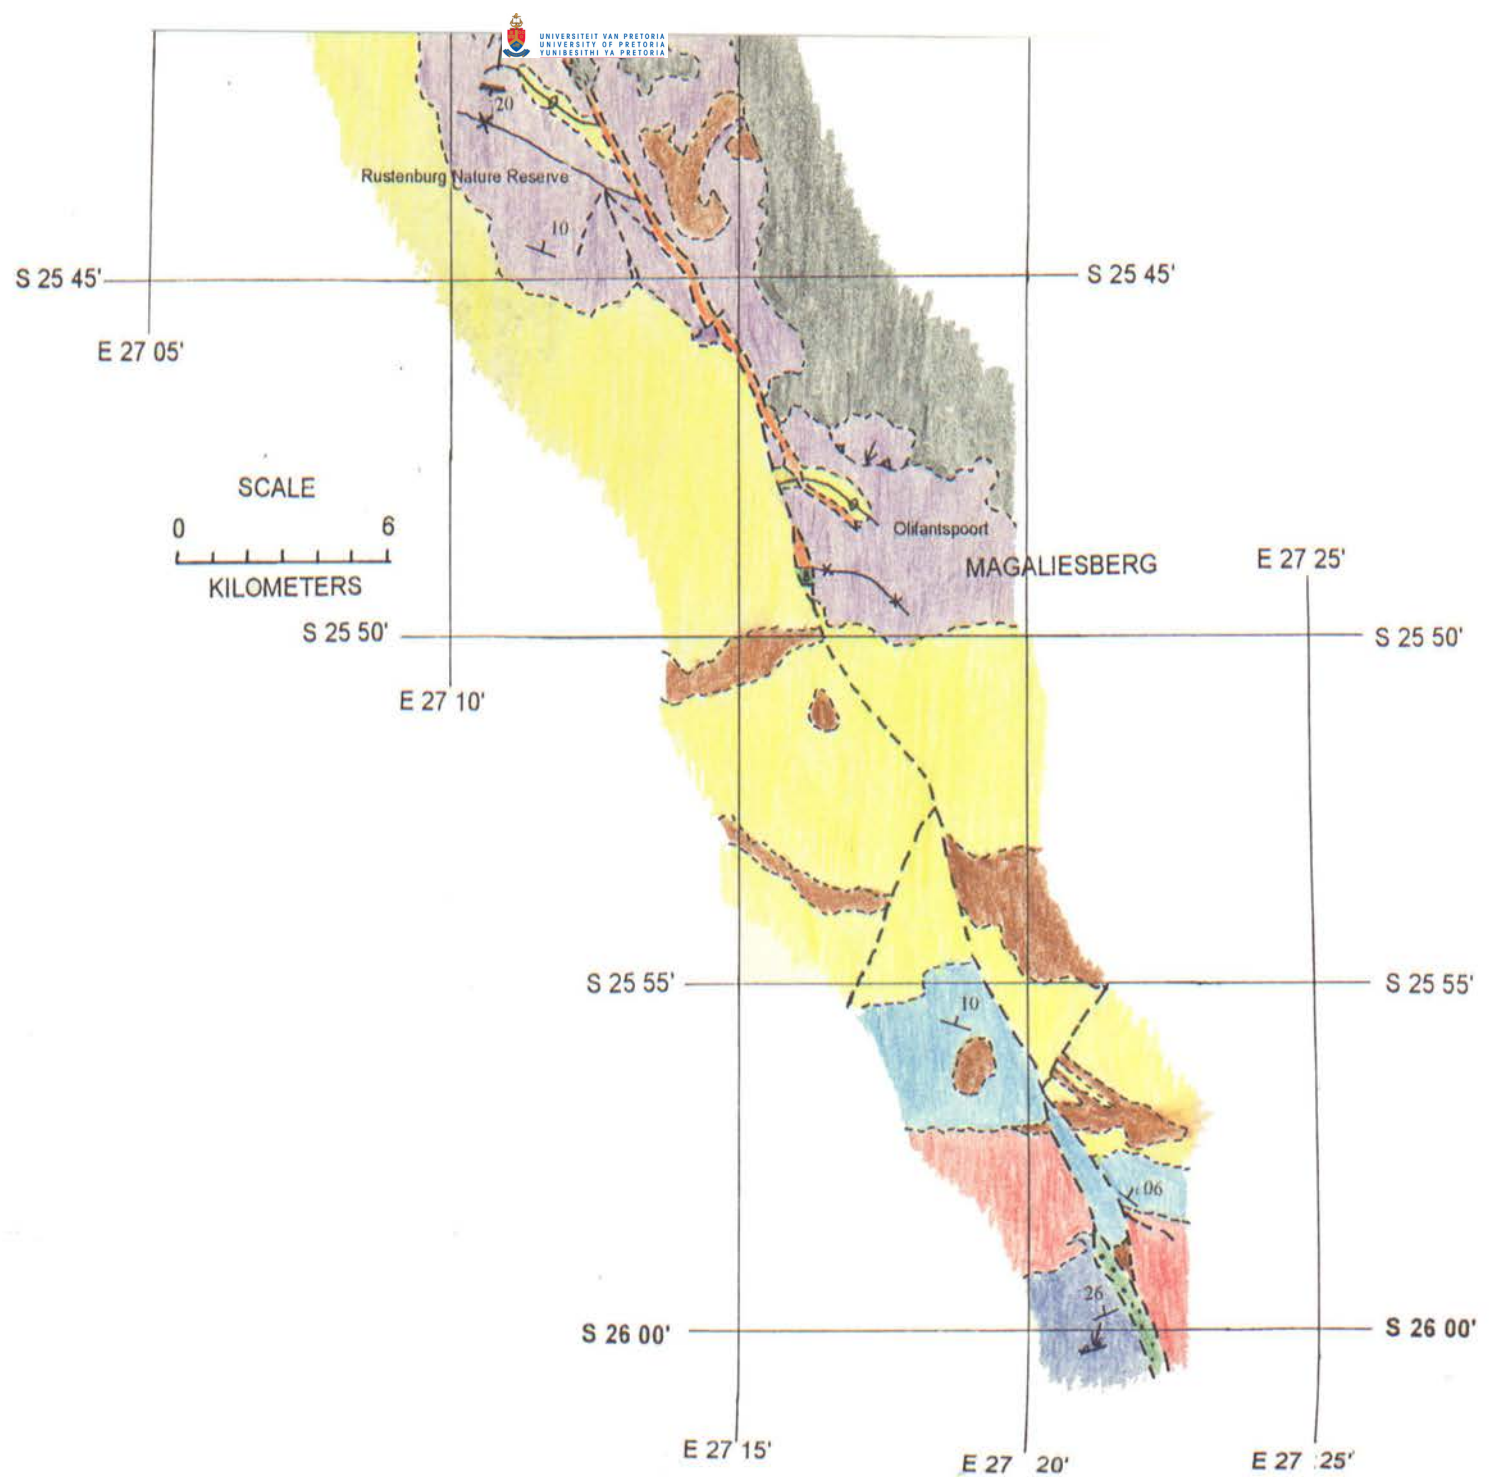 UNIVERSITEIT VAN PRETORIA
UNIVERSITY OF PRETORIA
YUNIBESITHI YA PRETORIA
20
Rustenburg Nature Reserve
10
S 25 45'
S 25 45'
E 27 05'
SCALE
0 6
KILOMETERS
Olifantspoort
MAGALIESBERG
E 27 25'
S 25 50'
S 25 50'
E 27 10'
S 25 55'
S 25 55'
10
06
26
S 26 00'
S 26 00'
E 27 15'
E 27 20'
E 27 25'